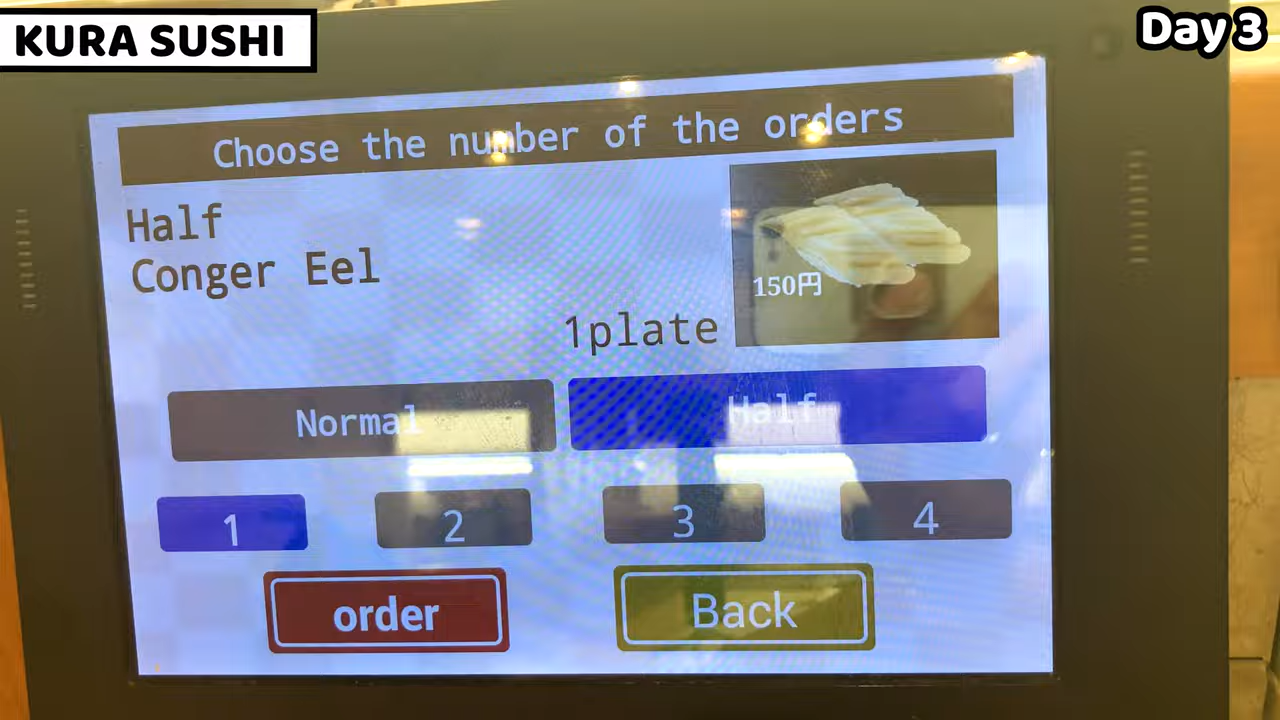 KURA SUSHI
Day 3
Choose the number of the orders
Half
Conger Eel
150円
1plate
Normal
Half
1
2
3
4
order
Back